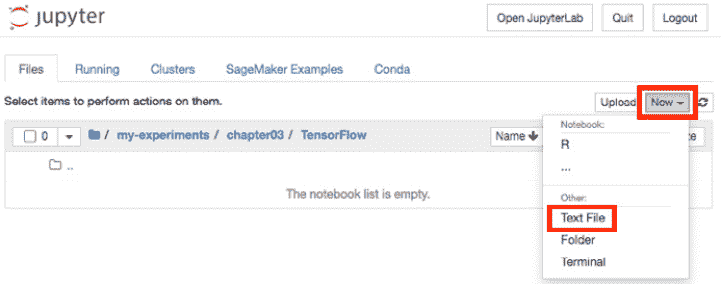 jupyter
Open JupyterLab Quit Logout
Files Running Clusters SageMaker Examples Conda
Select items to perform actions on them.
Upload Now
0 / my-experiments / chapter03 / TensorFlow Name
..
The notebook list is empty.
Notebook:
R
...
Other:
Text File
Folder
Terminal